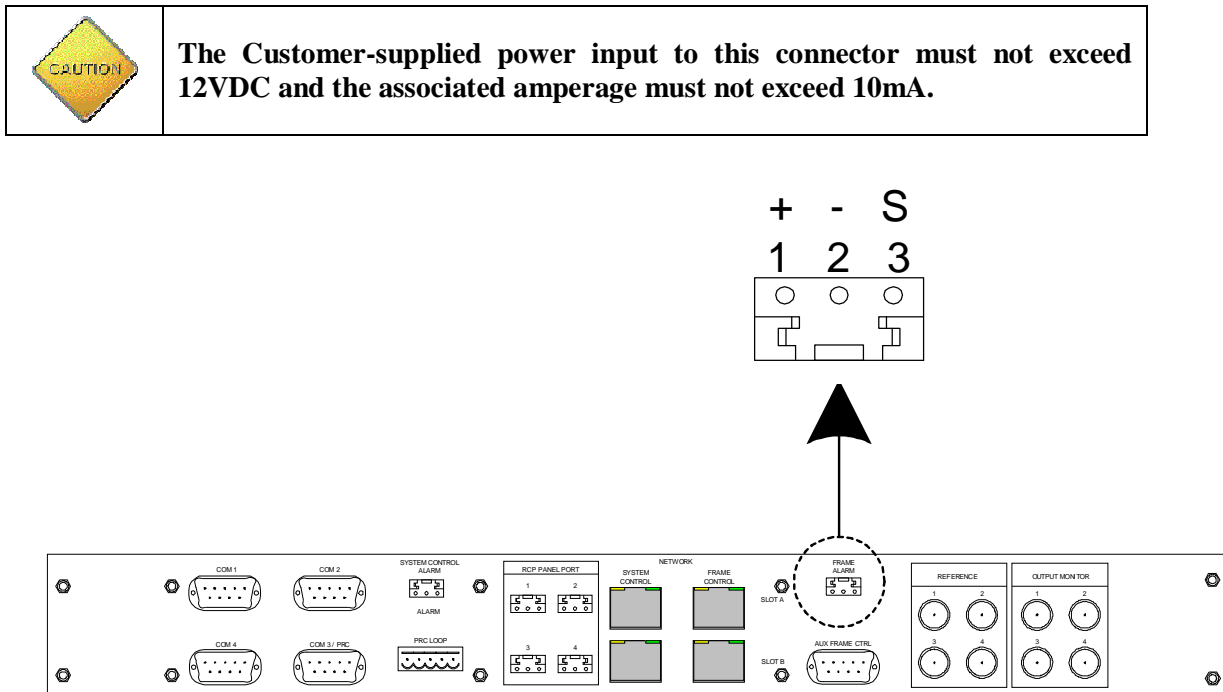 CAUTION
The Customer-supplied power input to this connector must not exceed
12VDC and the associated amperage must not exceed 10mA.
+ - S
1 2 3
COM 1
COM 2
SYSTEM CONTROL
ALARM
ALARM
COM 4
COM 3 / PRC
PRC LOOP
RCP PANEL PORT
1 2
3 4
NETWORK
SYSTEM
CONTROL
FRAME
CONTROL
SLOT A
SLOT B
FRAME
ALARM
AUX FRAME CTRL
REFERENCE
1 2
3 4
OUTPUT MONITOR
1 2
3 4